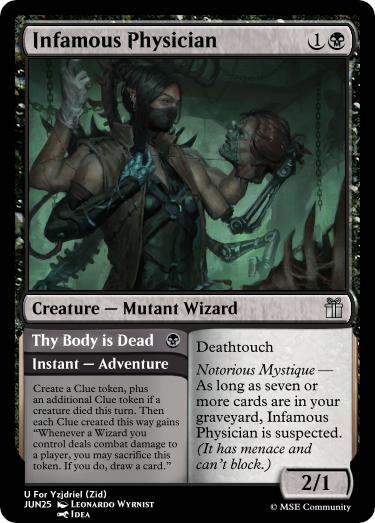 Infamous Physician 1
Creature — Mutant Wizard
Thy Body is Dead
Instant — Adventure
Create a Clue token, plus
an additional Clue token if a
creature died this turn. Then
each Clue created this way gains
“Whenever a Wizard you
control deals combat damage to
a player, you may sacrifice this
token. If you do, draw a card.”
Deathtouch
Notorious Mystique —
As long as seven or
more cards are in your
graveyard, Infamous
Physician is suspected.
(It has menace and
can’t block.)
2/1
U For Yzjdriel (Zid)
JUN25 Leonardo Wyrnist
Idea
© MSE Community